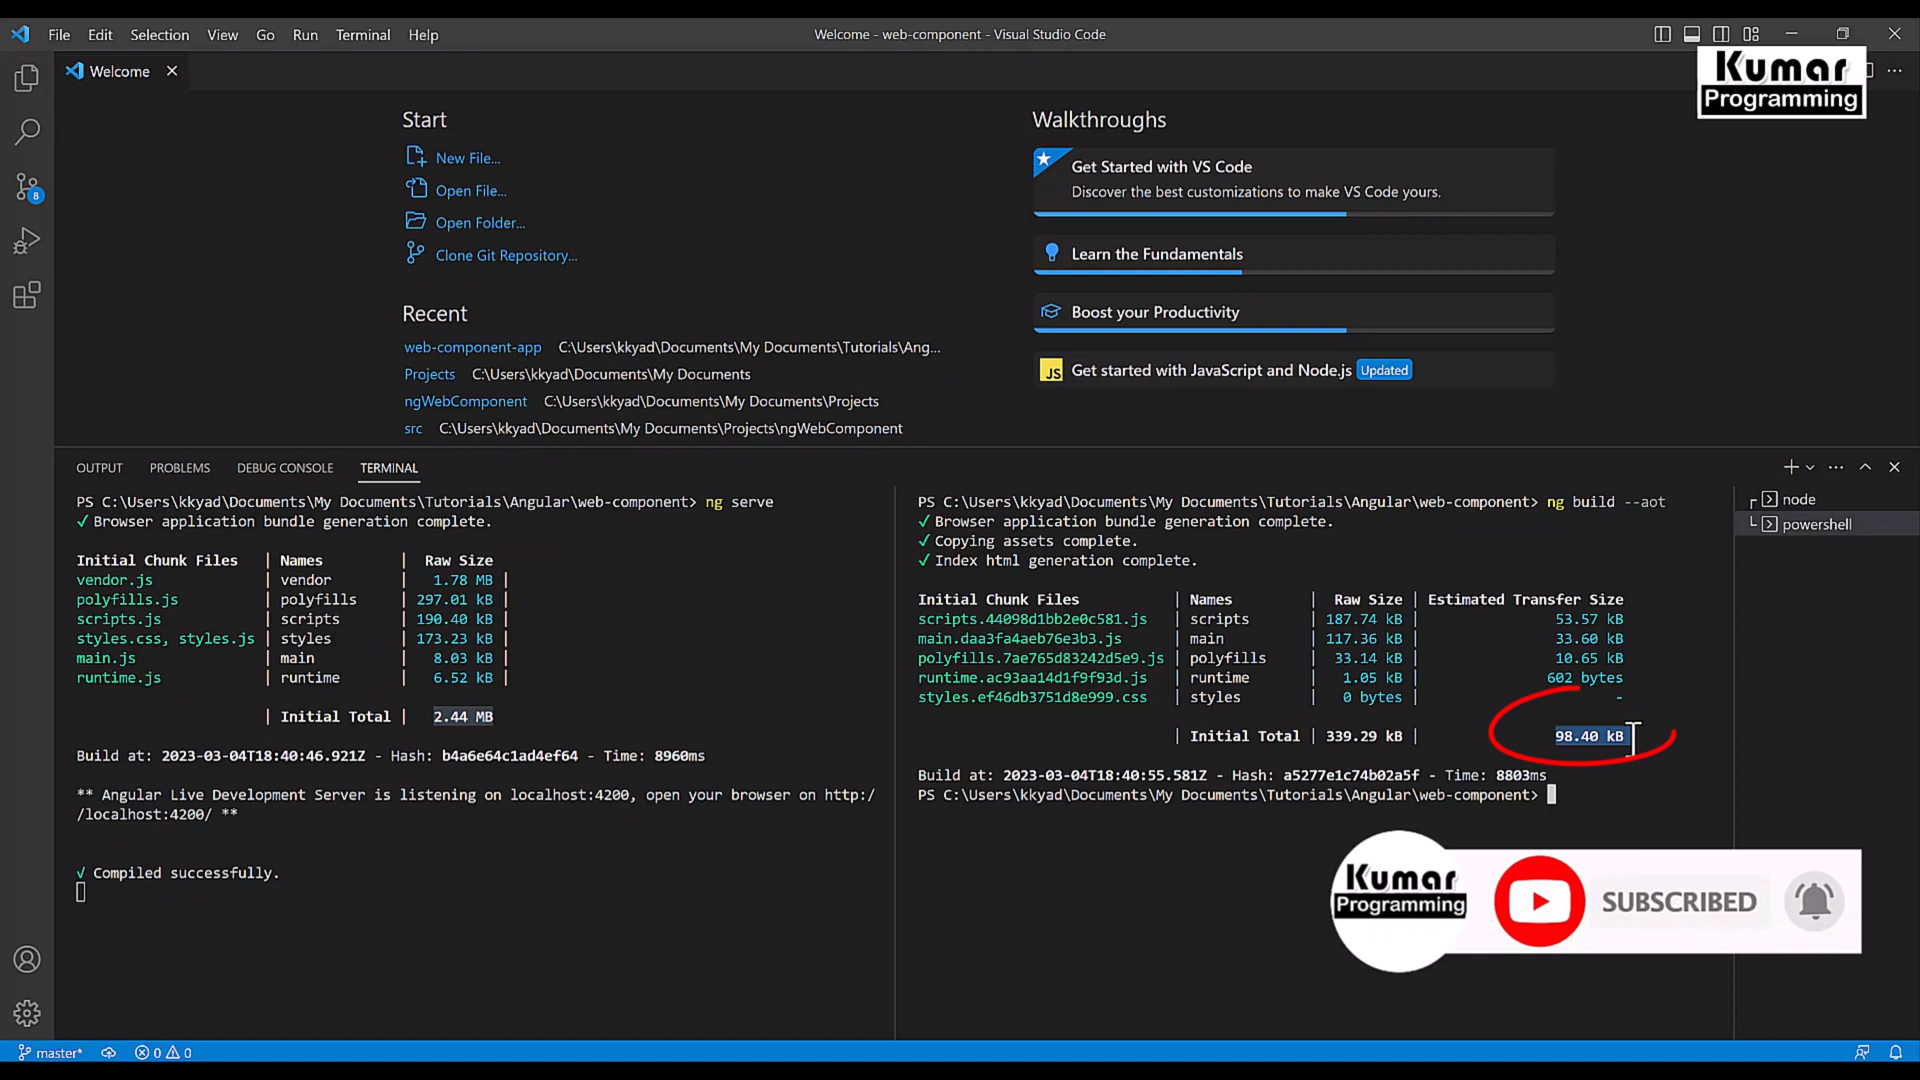 File Edit Selection View Go Run Terminal Help
Welcome - web-component - Visual Studio Code
Kumar
Programming
Welcome
Start
New File...
Open File...
Open Folder...
Clone Git Repository...
Recent
web-component-app C:\Users\kkyad\Documents\My Documents\Tutorials\Ang...
Projects C:\Users\kkyad\Documents\My Documents
ngWebComponent C:\Users\kkyad\Documents\My Documents\Projects
src C:\Users\kkyad\Documents\My Documents\Projects\ngWebComponent
Walkthroughs
Get Started with VS Code
Discover the best customizations to make VS Code yours.
Learn the Fundamentals
Boost your Productivity
JS Get started with JavaScript and Node.js Updated
8
OUTPUT PROBLEMS DEBUG CONSOLE TERMINAL
PS C:\Users\kkyad\Documents\My Documents\Tutorials\Angular\web-component> ng serve
√ Browser application bundle generation complete.
Initial Chunk Files | Names | Raw Size
vendor.js | vendor | 1.78 MB |
polyfills.js | polyfills | 297.01 kB |
scripts.js | scripts | 190.40 kB |
styles.css, styles.js | styles | 173.23 kB |
main.js | main | 8.03 kB |
runtime.js | runtime | 6.52 kB |
| Initial Total | 2.44 MB
Build at: 2023-03-04T18:40:46.921Z - Hash: b4a6e64c1ad4ef64 - Time: 8960ms
** Angular Live Development Server is listening on localhost:4200, open your browser on http:/
/localhost:4200/ **
√ Compiled successfully.
PS C:\Users\kkyad\Documents\My Documents\Tutorials\Angular\web-component> ng build --aot
√ Browser application bundle generation complete.
√ Copying assets complete.
√ Index html generation complete.
Initial Chunk Files | Names | Raw Size | Estimated Transfer Size
scripts.44098d1bb2e0c581.js | scripts | 187.74 kB | 53.57 kB
main.daa3fa4aeb76e3b3.js | main | 117.36 kB | 33.60 kB
polyfills.7ae765d83242d5e9.js | polyfills | 33.14 kB | 10.65 kB
runtime.ac93aa14d1f9f93d.js | runtime | 1.05 kB | 602 bytes
styles.ef46db3751d8e999.css | styles | 0 bytes | -
| Initial Total | 339.29 kB | 98.40 kB
Build at: 2023-03-04T18:40:55.581Z - Hash: a5277e1c74b02a5f - Time: 8803ms
PS C:\Users\kkyad\Documents\My Documents\Tutorials\Angular\web-component>
node
powershell
Kumar
Programming
SUBSCRIBED
master* 0 0